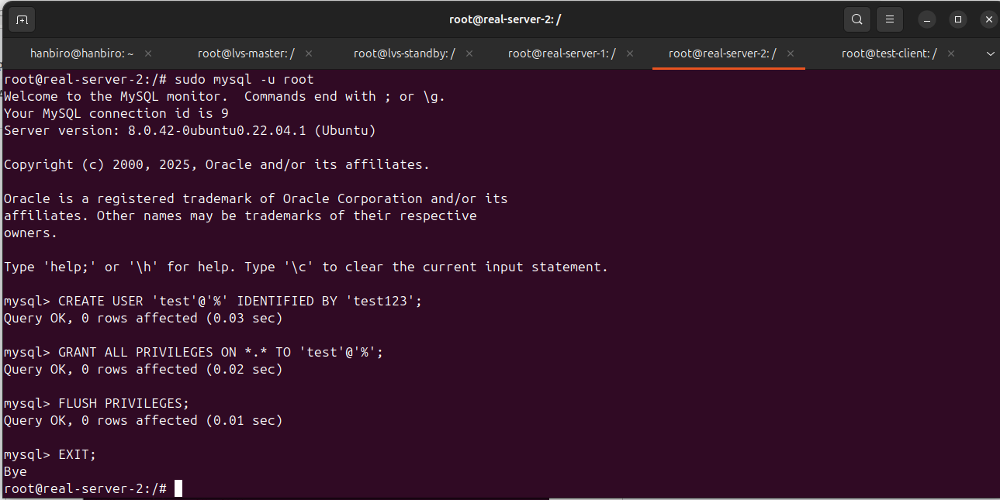 root@real-server-2: /
hanbiro@hanbiro: ~ × root@lvs-master: / × root@lvs-standby: / × root@real-server-1: / × root@real-server-2: / × root@test-client: / ×
root@real-server-2:/# sudo mysql -u root
Welcome to the MySQL monitor.  Commands end with ; or \g.
Your MySQL connection id is 9
Server version: 8.0.42-0ubuntu0.22.04.1 (Ubuntu)
Copyright (c) 2000, 2025, Oracle and/or its affiliates.
Oracle is a registered trademark of Oracle Corporation and/or its
affiliates. Other names may be trademarks of their respective
owners.
Type 'help;' or '\h' for help. Type '\c' to clear the current input statement.
mysql> CREATE USER 'test'@'%' IDENTIFIED BY 'test123';
Query OK, 0 rows affected (0.03 sec)
mysql> GRANT ALL PRIVILEGES ON *.* TO 'test'@'%';
Query OK, 0 rows affected (0.02 sec)
mysql> FLUSH PRIVILEGES;
Query OK, 0 rows affected (0.01 sec)
mysql> EXIT;
Bye
root@real-server-2:/#